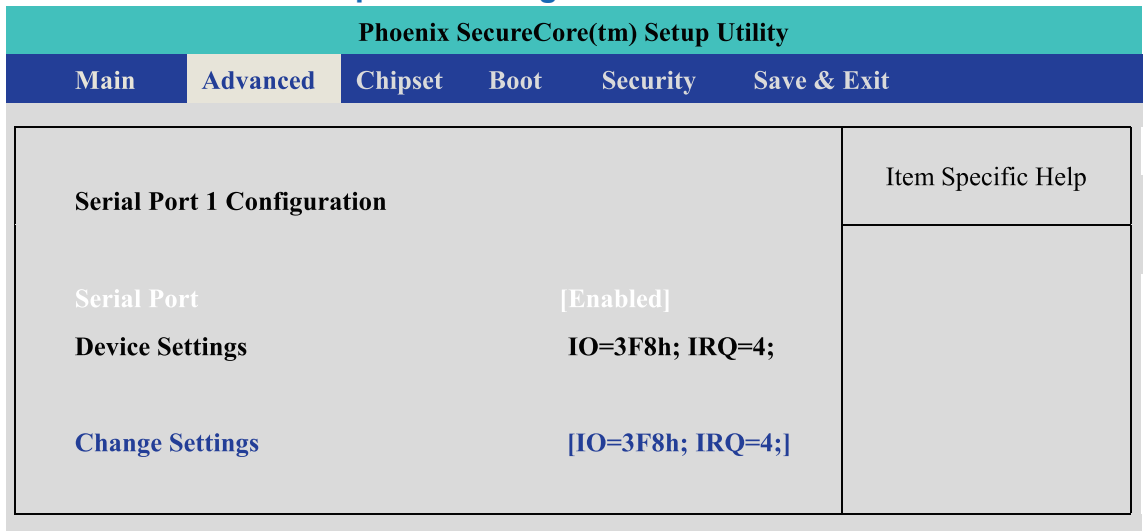 Phoenix SecureCore(tm) Setup Utility
Main Advanced Chipset Boot Security Save & Exit
Serial Port 1 Configuration
Item Specific Help
Serial Port [Enabled]
Device Settings IO=3F8h; IRQ=4;
Change Settings [IO=3F8h; IRQ=4;]